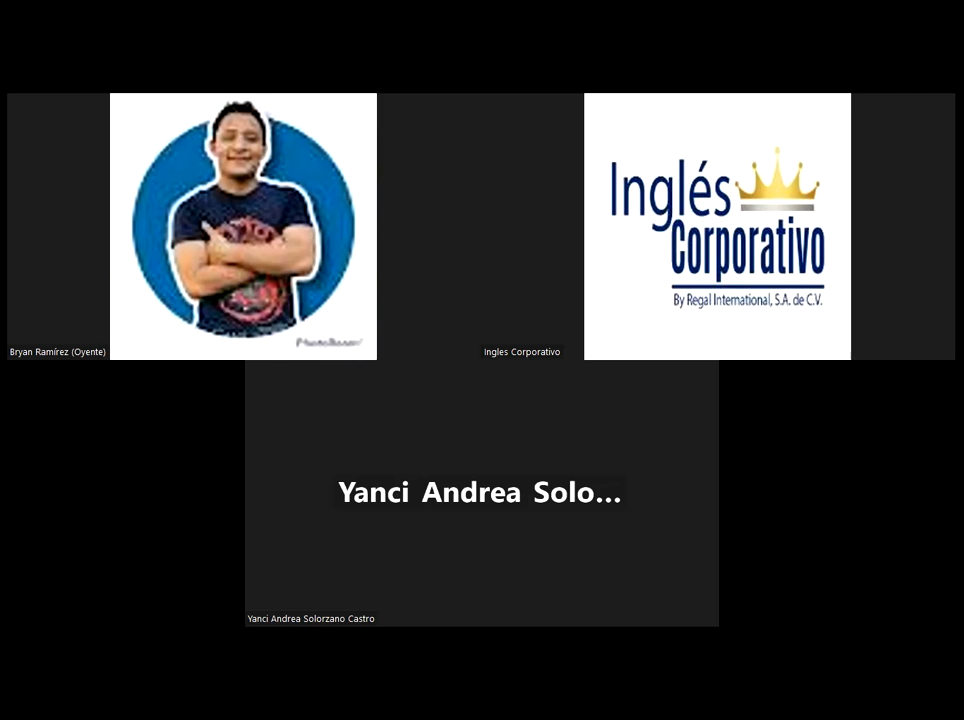 Inglés
Corporativo
By Regal International, S.A. de C.V.
Bryan Ramírez (Oyente)
Ingles Corporativo
Yanci Andrea Solo...
Yanci Andrea Solorzano Castro